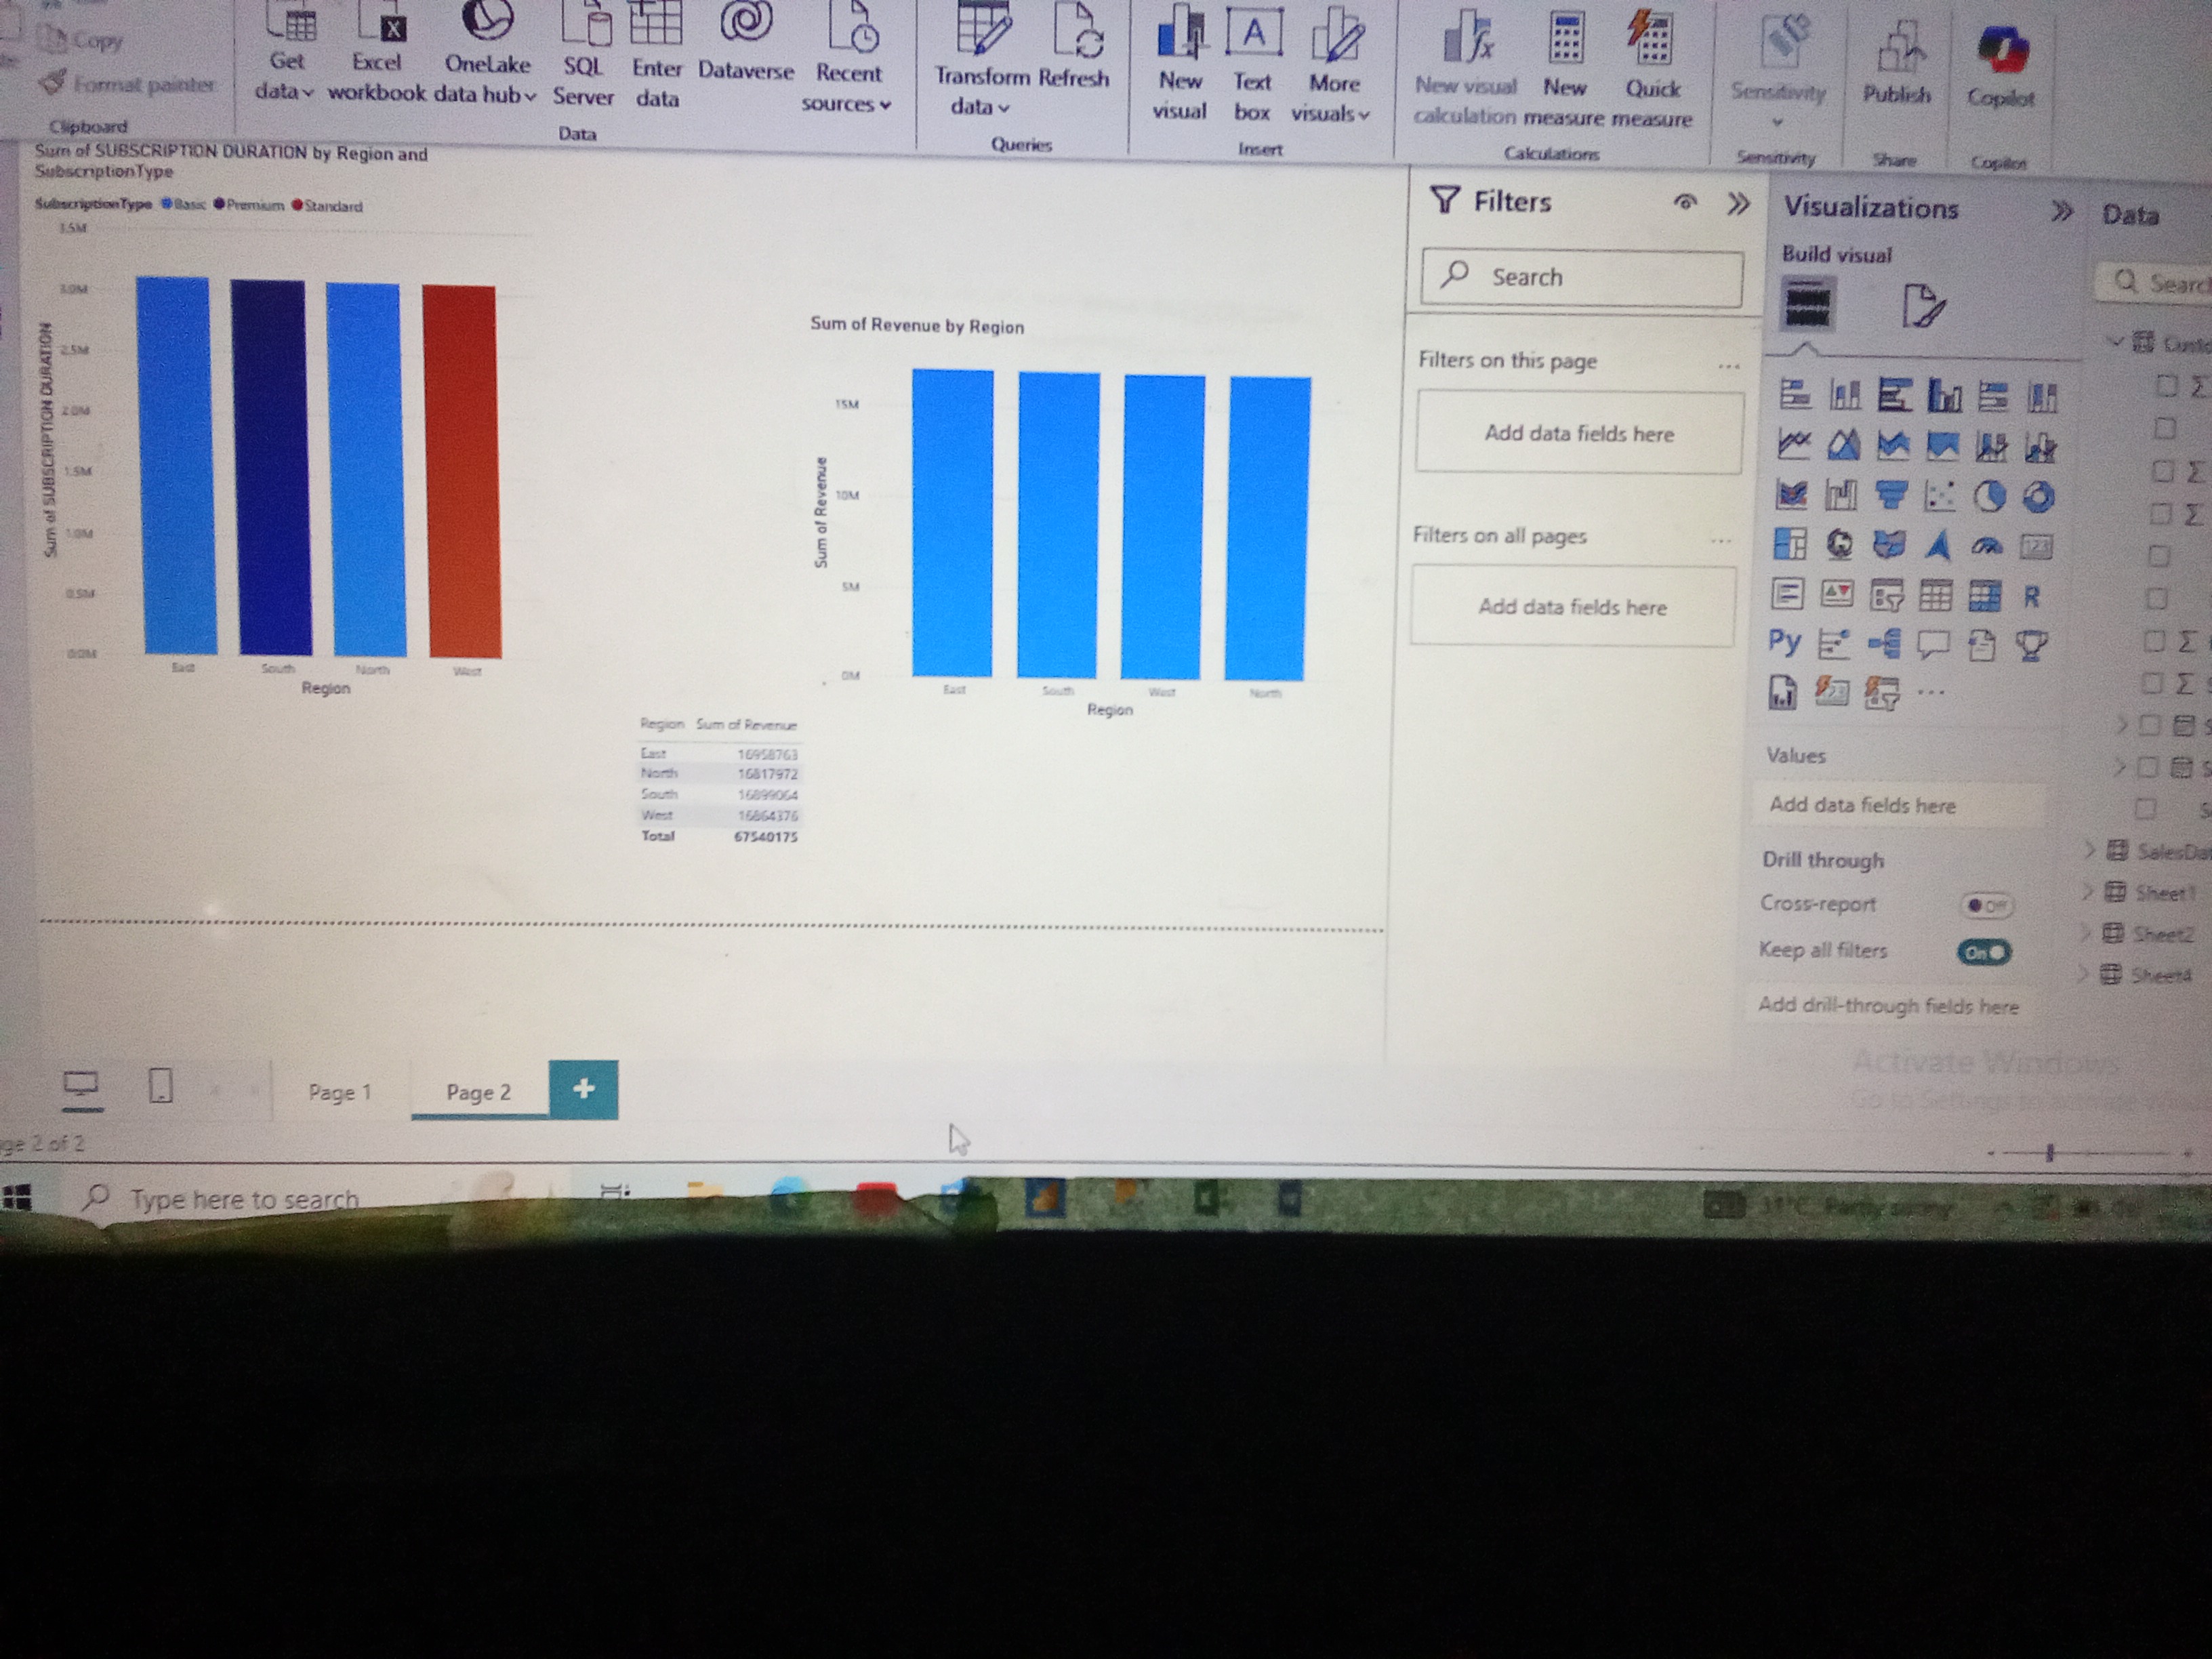 Copy
Format painter
Clipboard
Get data
Excel workbook
OneLake data hub
SQL Server
Enter data
Dataverse
Recent sources
Data
Transform data
Refresh
Queries
New visual
Text box
More visuals
Insert
New visual calculation
New measure
Quick measure
Calculations
Sensitivity
Sensitivity
Publish
Share
Copilot
Copilot
Sum of SUBSCRIPTION DURATION by Region and
SubscriptionType
SubscriptionType Basic Premium Standard
3.5M
3.0M
2.5M
2.0M
1.5M
1.0M
0.5M
0.0M
Sum of SUBSCRIPTION DURATION
East South North West
Region
Sum of Revenue by Region
15M
10M
5M
0M
Sum of Revenue
East South West North
Region
Region Sum of Revenue
East 16958763
North 16817972
South 16899064
West 16864376
Total 67540175
Filters
Search
Filters on this page
Add data fields here
Filters on all pages
Add data fields here
Visualizations
Build visual
123
R
Py
123
Values
Add data fields here
Drill through
Cross-report Off
Keep all filters On
Add drill-through fields here
Data
Search
SalesDat
Sheet1
Sheet2
Sheet4
Activate Windows
Go to Settings to activate Wind
Page 1
Page 2
ge 2 of 2
Type here to search
31°C Partly sunny